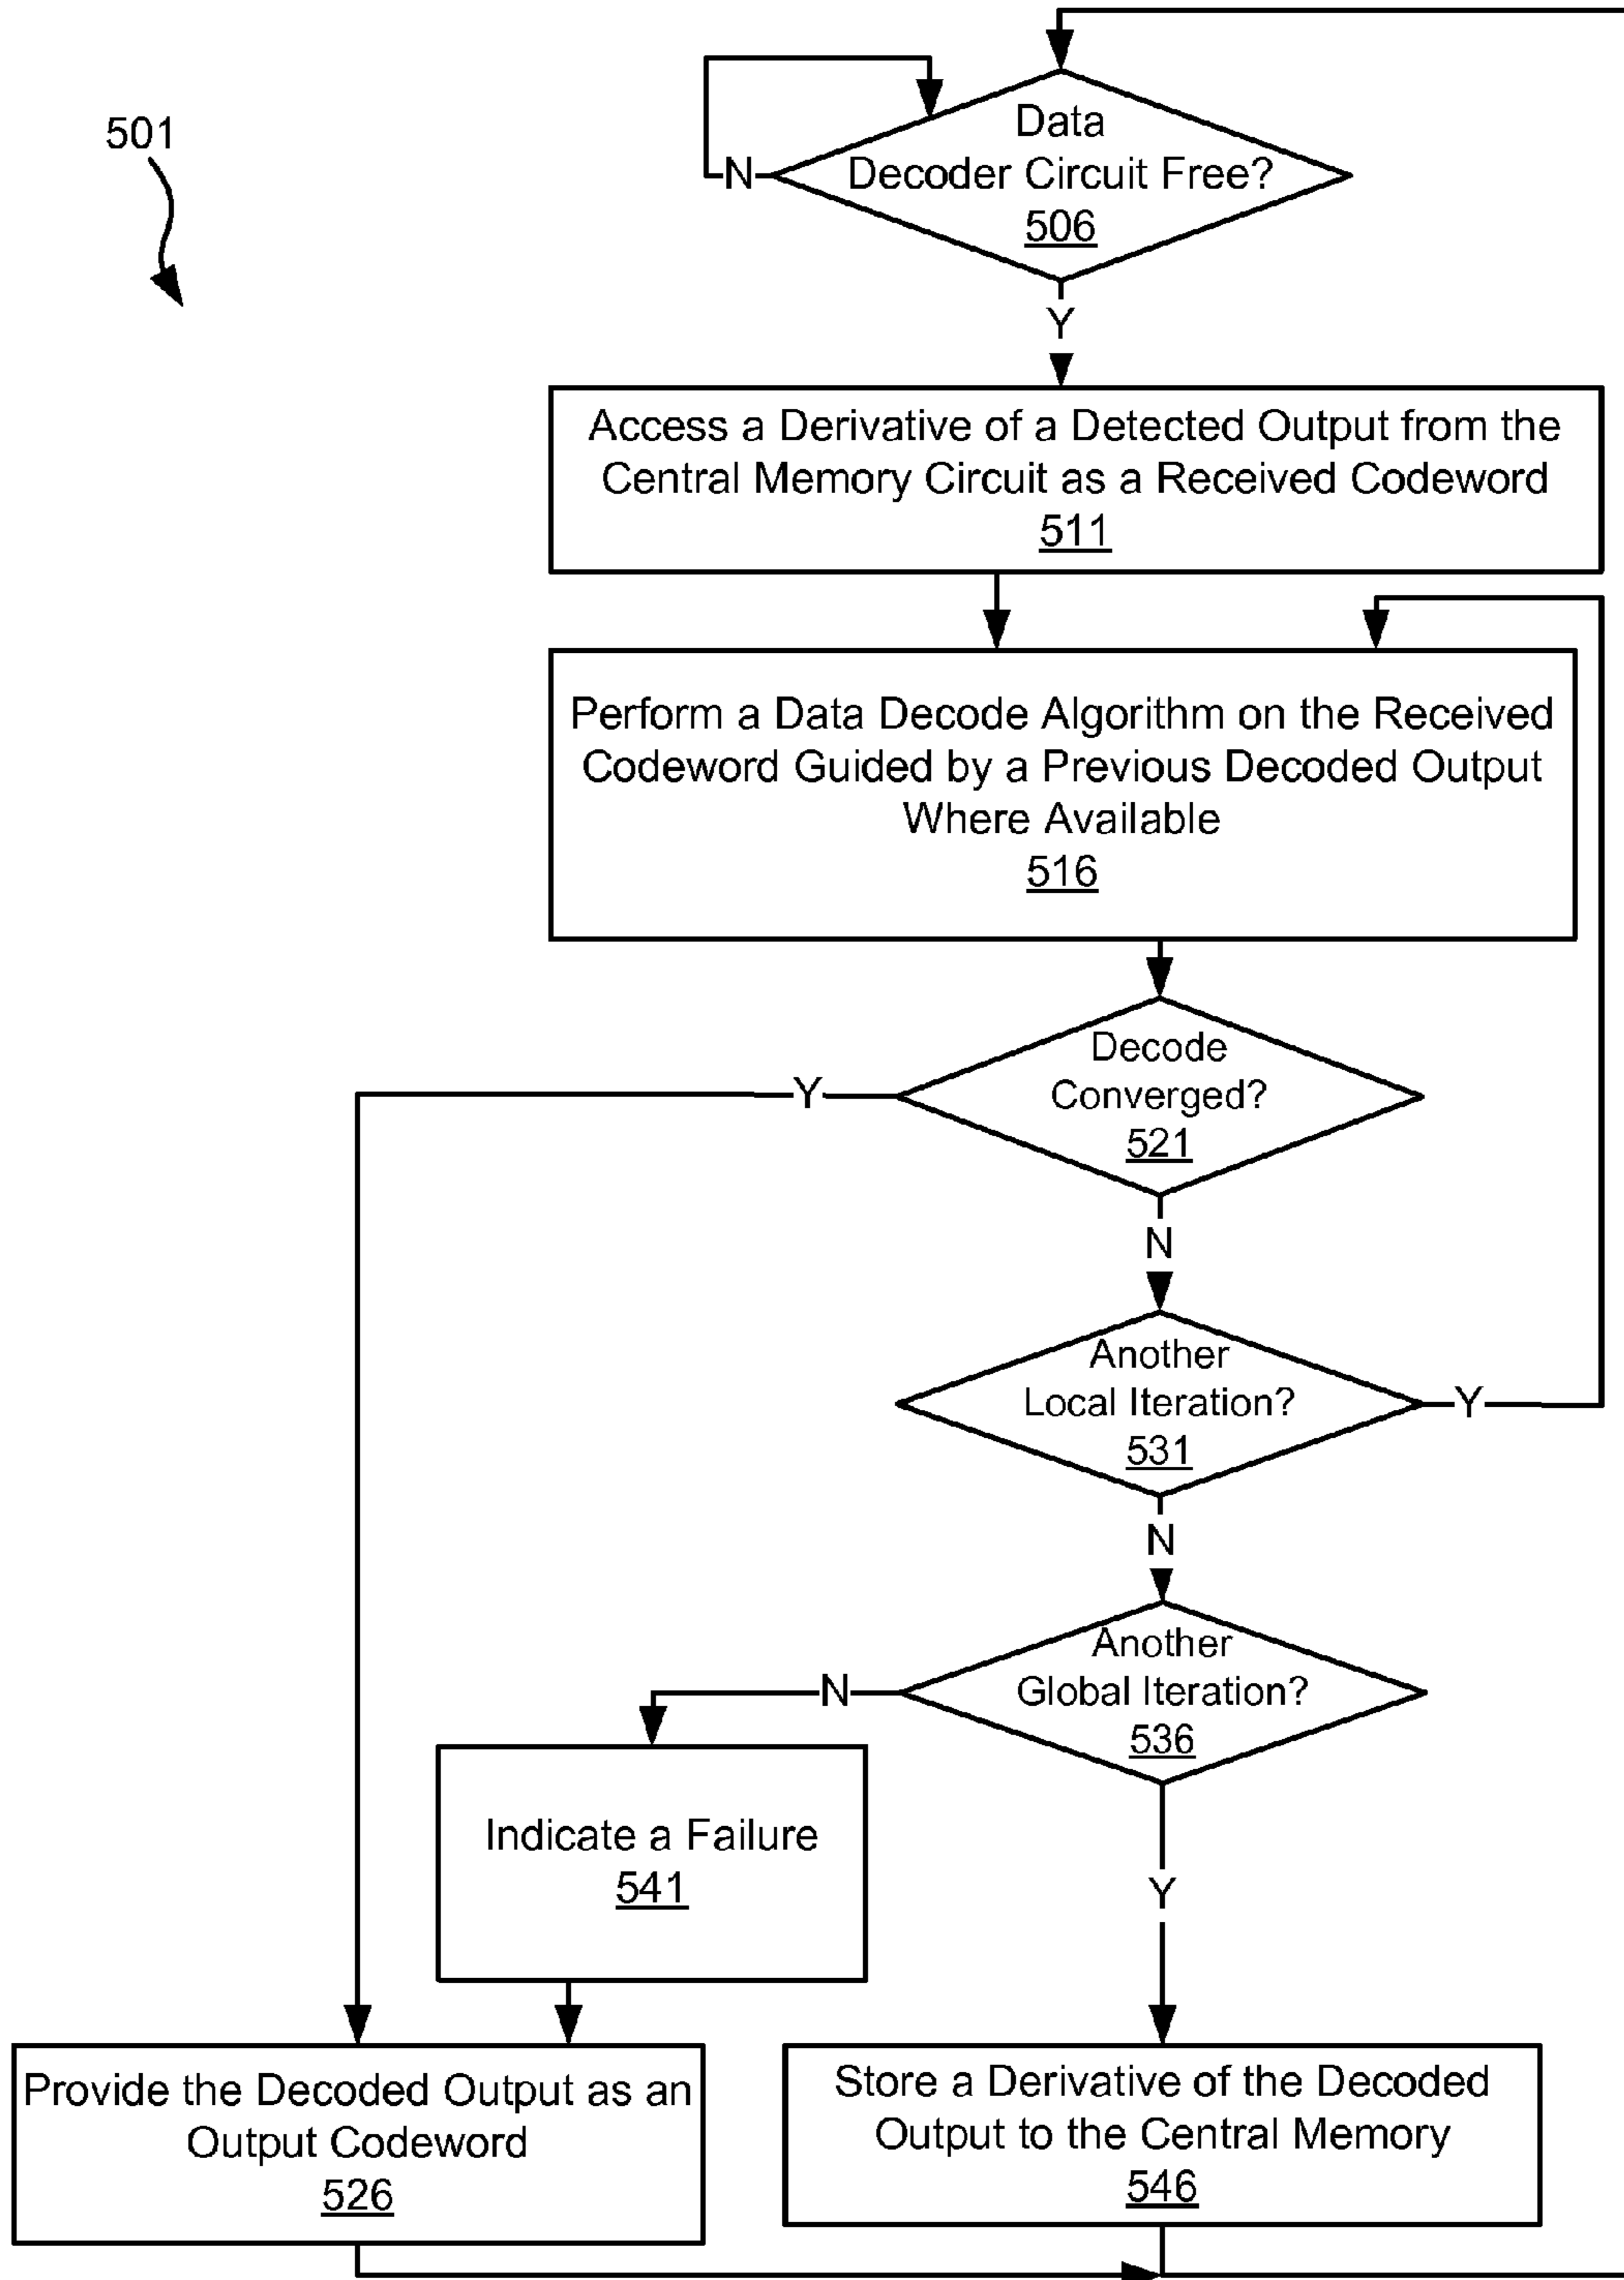 501
Data
Decoder Circuit Free?
506
N
Y
Access a Derivative of a Detected Output from the
Central Memory Circuit as a Received Codeword
511
Perform a Data Decode Algorithm on the Received
Codeword Guided by a Previous Decoded Output
Where Available
516
Decode
Converged?
521
Y
N
Another
Local Iteration?
531
Y
N
Another
Global Iteration?
536
N
Y
Indicate a Failure
541
Provide the Decoded Output as an
Output Codeword
526
Store a Derivative of the Decoded
Output to the Central Memory
546